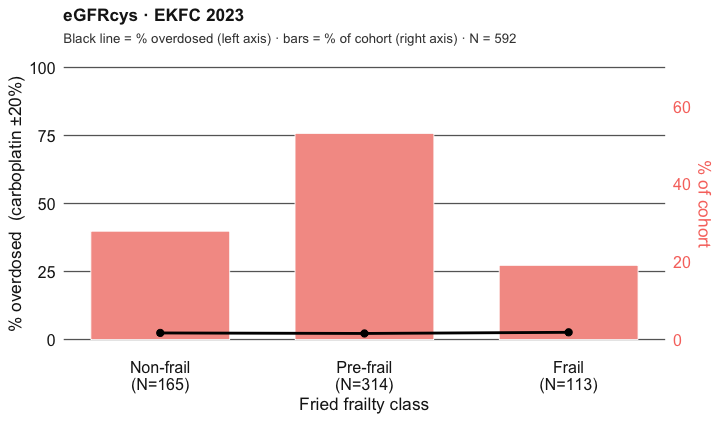 eGFRcys · EKFC 2023
Black line = % overdosed (left axis) · bars = % of cohort (right axis) · N = 592
% overdosed  (carboplatin ±20%)
100
75
50
25
0
60
40
20
0
% of cohort
Non-frail
(N=165)
Pre-frail
(N=314)
Frail
(N=113)
Fried frailty class